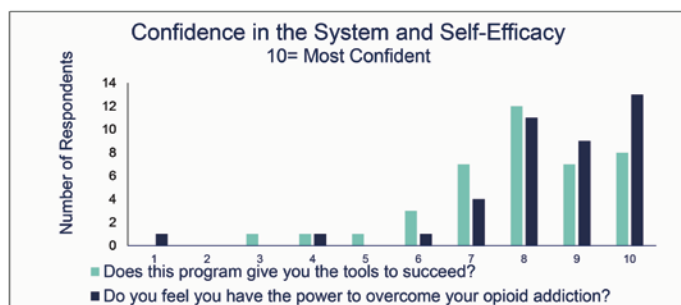 Confidence in the System and Self-Efficacy
10= Most Confident
Number of Respondents
14
12
10
8
6
4
2
0
1 2 3 4 5 6 7 8 9 10
Does this program give you the tools to succeed?
Do you feel you have the power to overcome your opioid addiction?